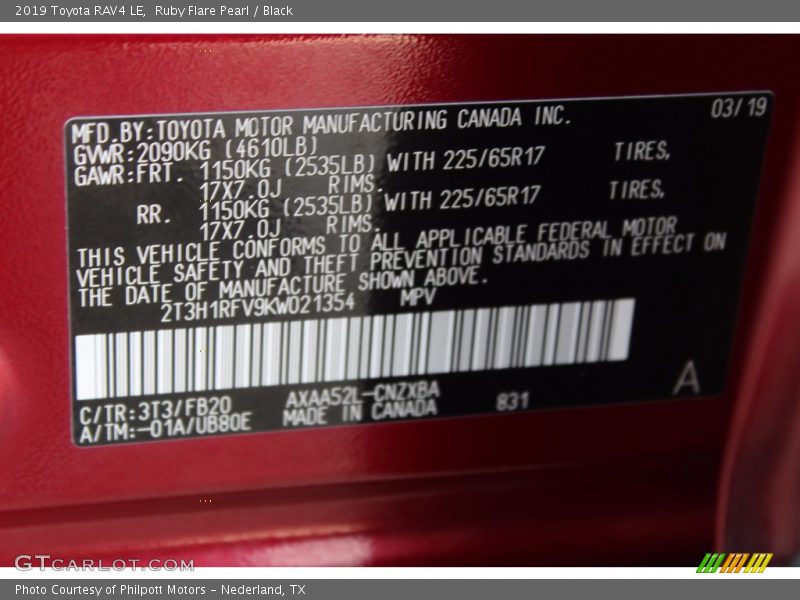 2019 Toyota RAV4 LE,  Ruby Flare Pearl / Black
03/19
MFD.BY:TOYOTA MOTOR MANUFACTURING CANADA INC.
GVWR:2090KG (4610LB)
GAWR:FRT. 1150KG (2535LB) WITH 225/65R17 TIRES,
17X7.0J RIMS.
RR. 1150KG (2535LB) WITH 225/65R17 TIRES,
17X7.0J RIMS.
THIS VEHICLE CONFORMS TO ALL APPLICABLE FEDERAL MOTOR
VEHICLE SAFETY AND THEFT PREVENTION STANDARDS IN EFFECT ON
THE DATE OF MANUFACTURE SHOWN ABOVE.
2T3H1RFV9KW021354 MPV
A
C/TR:3T3/FB20 AXAA52L-CNZXBA 831
A/TM:-01A/UB80E MADE IN CANADA
GTCARLOT.COM
Photo Courtesy of Philpott Motors - Nederland, TX